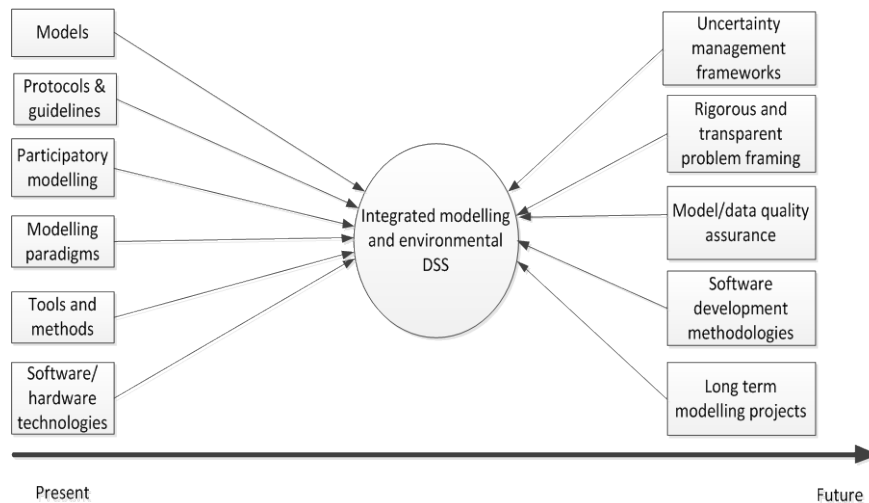 Models
Protocols &
guidelines
Participatory
modelling
Modelling
paradigms
Tools and
methods
Software/
hardware
technologies
Integrated modelling
and environmental
DSS
Uncertainty
management
frameworks
Rigorous and
transparent
problem framing
Model/data quality
assurance
Software
development
methodologies
Long term
modelling projects
Present
Future